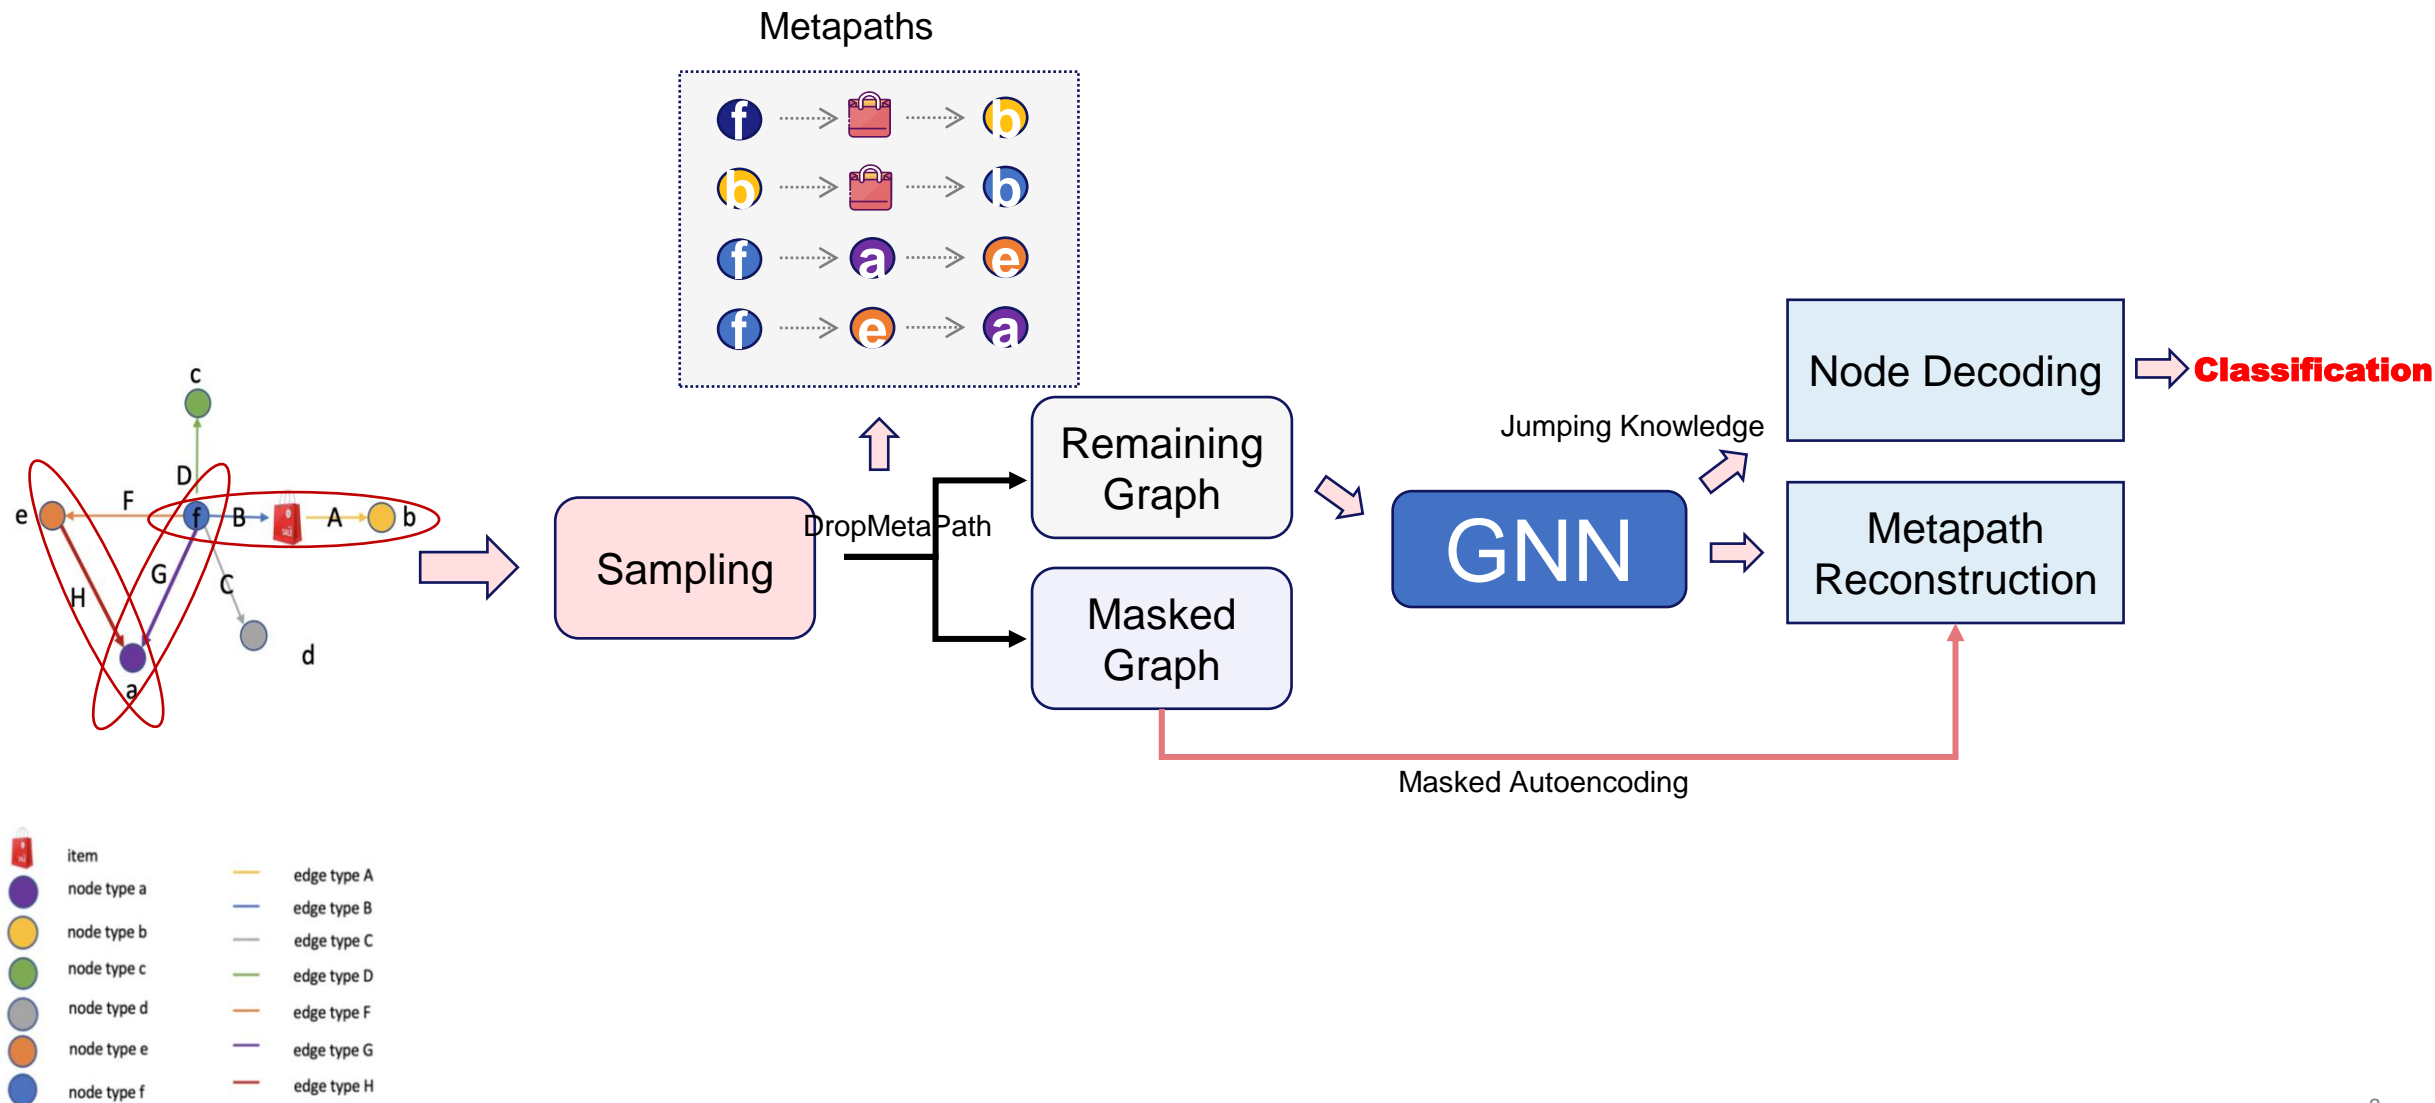 Metapaths
f b
b b
f a e
f e a
c
D
F
e
f
B
A
b
G
C
H
a
d
Sampling
DropMetaPath
Remaining
Graph
Masked
Graph
GNN
Jumping Knowledge
Node Decoding
Classification
Metapath
Reconstruction
Masked Autoencoding
item
node type a
node type b
node type c
node type d
node type e
node type f
edge type A
edge type B
edge type C
edge type D
edge type F
edge type G
edge type H